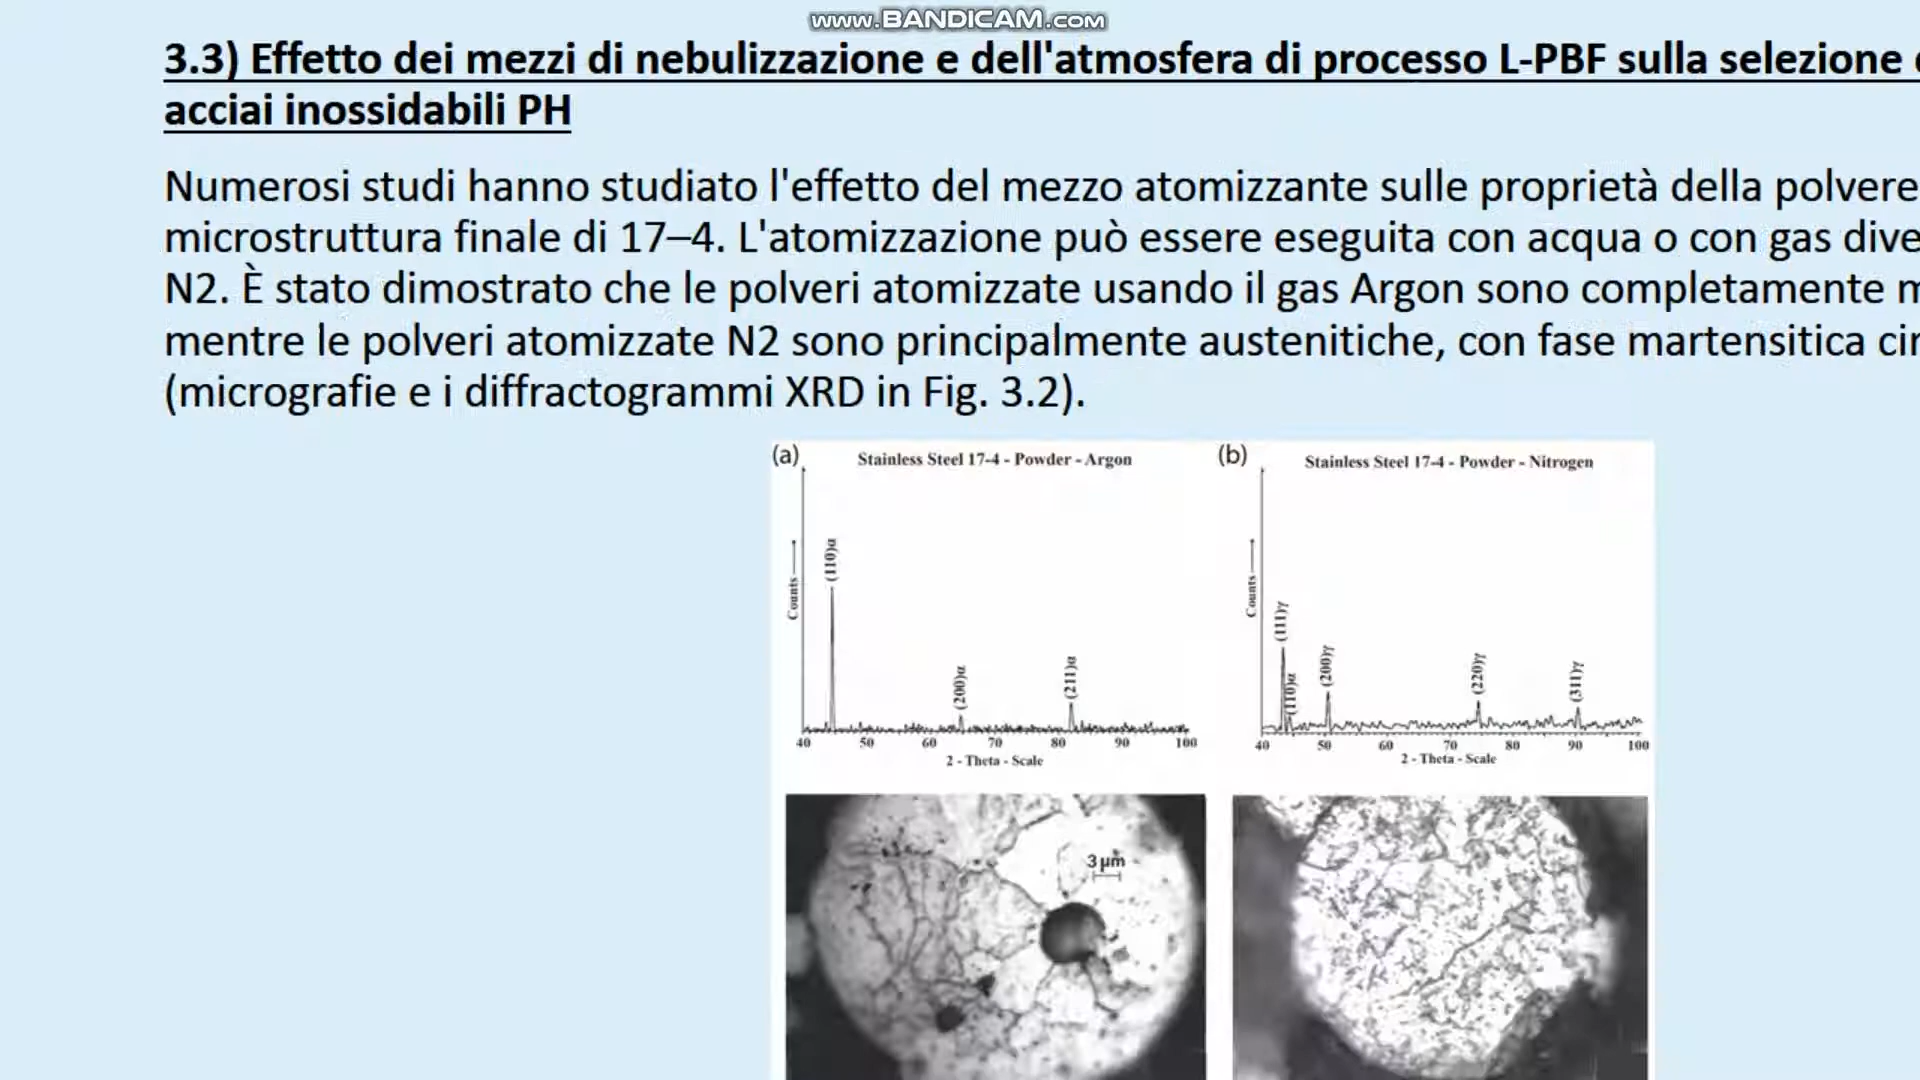 www.BANDICAM.com
3.3) Effetto dei mezzi di nebulizzazione e dell'atmosfera di processo L-PBF sulla selezione
acciai inossidabili PH
Numerosi studi hanno studiato l'effetto del mezzo atomizzante sulle proprietà della polvere
microstruttura finale di 17–4. L'atomizzazione può essere eseguita con acqua o con gas
N2. È stato dimostrato che le polveri atomizzate usando il gas Argon sono completamente
mentre le polveri atomizzate N2 sono principalmente austenitiche, con fase martensitica
(micrografie e i diffractogrammi XRD in Fig. 3.2).
(a) Stainless Steel 17-4 - Powder - Argon
Counts
(110)α
(200)α
(211)α
40 50 60 70 80 90 100
2 - Theta - Scale
(b) Stainless Steel 17-4 - Powder - Nitrogen
Counts
(111)γ
(110)α
(200)γ
(220)γ
(311)γ
40 50 60 70 80 90 100
2 - Theta - Scale
3 μm